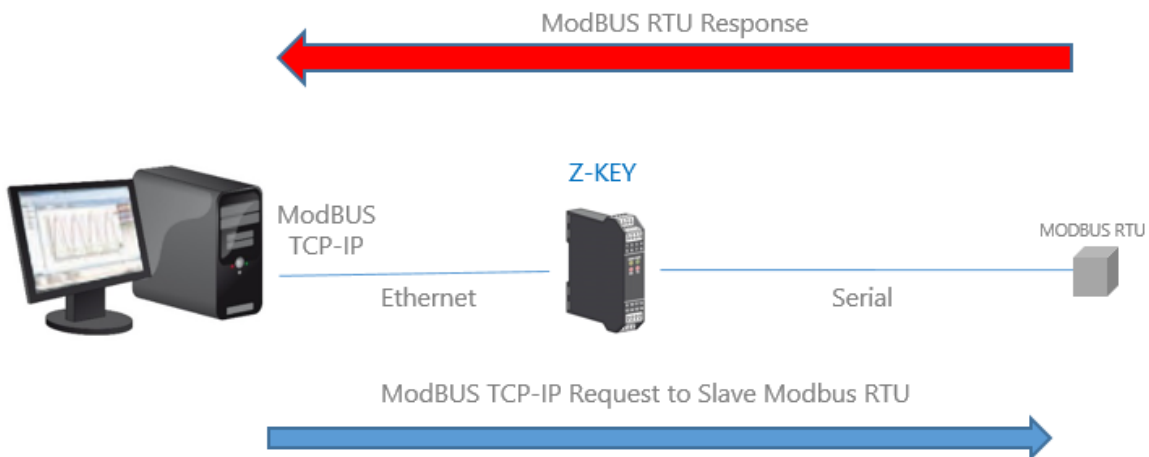 ModBUS RTU Response
Z-KEY
ModBUS
TCP-IP
MODBUS RTU
Ethernet
Serial
ModBUS TCP-IP Request to Slave Modbus RTU